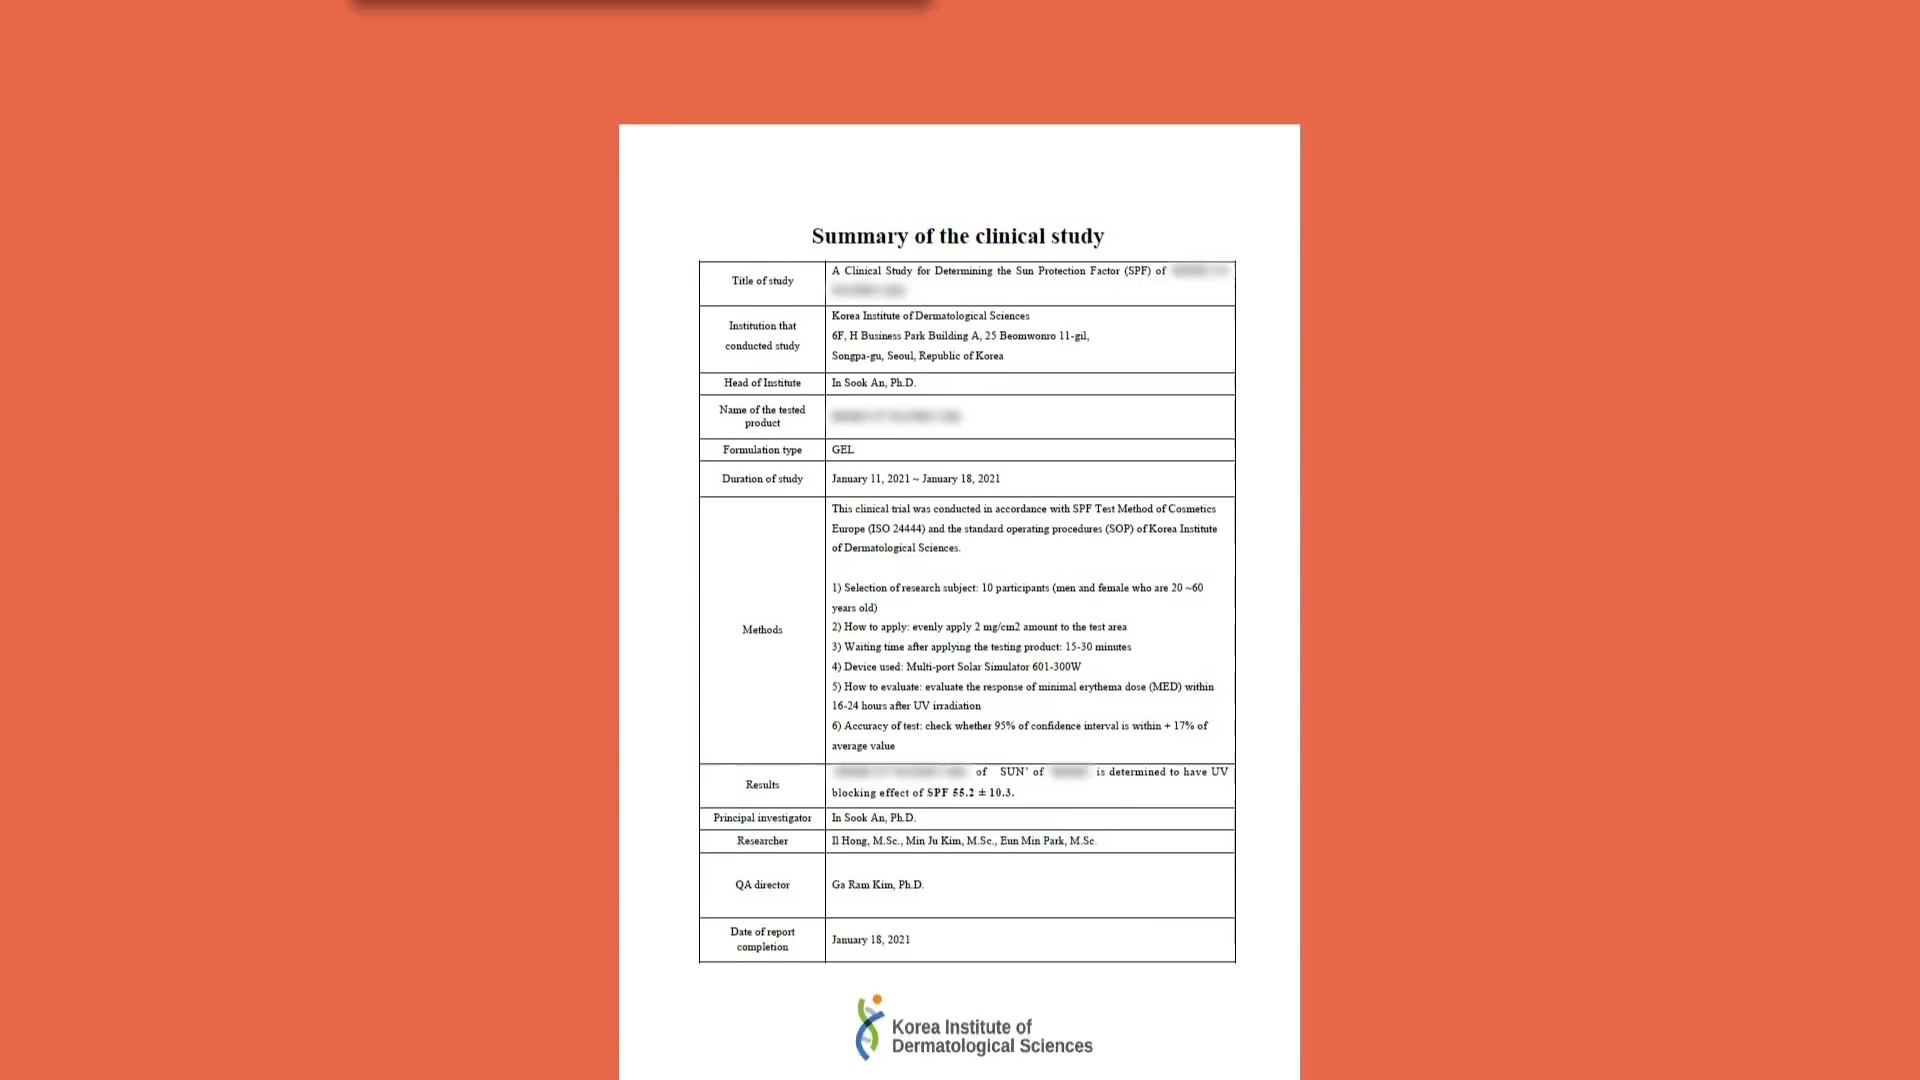 Summary of the clinical study
Title of study
A Clinical Study for Determining the Sun Protection Factor (SPF) of
Institution that
conducted study
Korea Institute of Dermatological Sciences
6F, H Business Park Building A, 25 Beomwonro 11-gil,
Songpa-gu, Seoul, Republic of Korea
Head of Institute
In Sook An, Ph.D.
Name of the tested
product
Formulation type
GEL
Duration of study
January 11, 2021 ~ January 18, 2021
Methods
This clinical trial was conducted in accordance with SPF Test Method of Cosmetics
Europe (ISO 24444) and the standard operating procedures (SOP) of Korea Institute
of Dermatological Sciences.
1) Selection of research subject: 10 participants (men and female who are 20 ~60
years old)
2) How to apply: evenly apply 2 mg/cm2 amount to the test area
3) Waiting time after applying the testing product: 15-30 minutes
4) Device used: Multi-port Solar Simulator 601-300W
5) How to evaluate: evaluate the response of minimal erythema dose (MED) within
16-24 hours after UV irradiation
6) Accuracy of test: check whether 95% of confidence interval is within + 17% of
average value
Results
of SUN' of is determined to have UV
blocking effect of SPF 55.2 ± 10.3.
Principal investigator
In Sook An, Ph.D.
Researcher
Il Hong, M.Sc., Min Ju Kim, M.Sc., Eun Min Park, M.Sc.
QA director
Ga Ram Kim, Ph.D.
Date of report
completion
January 18, 2021
Korea Institute of
Dermatological Sciences